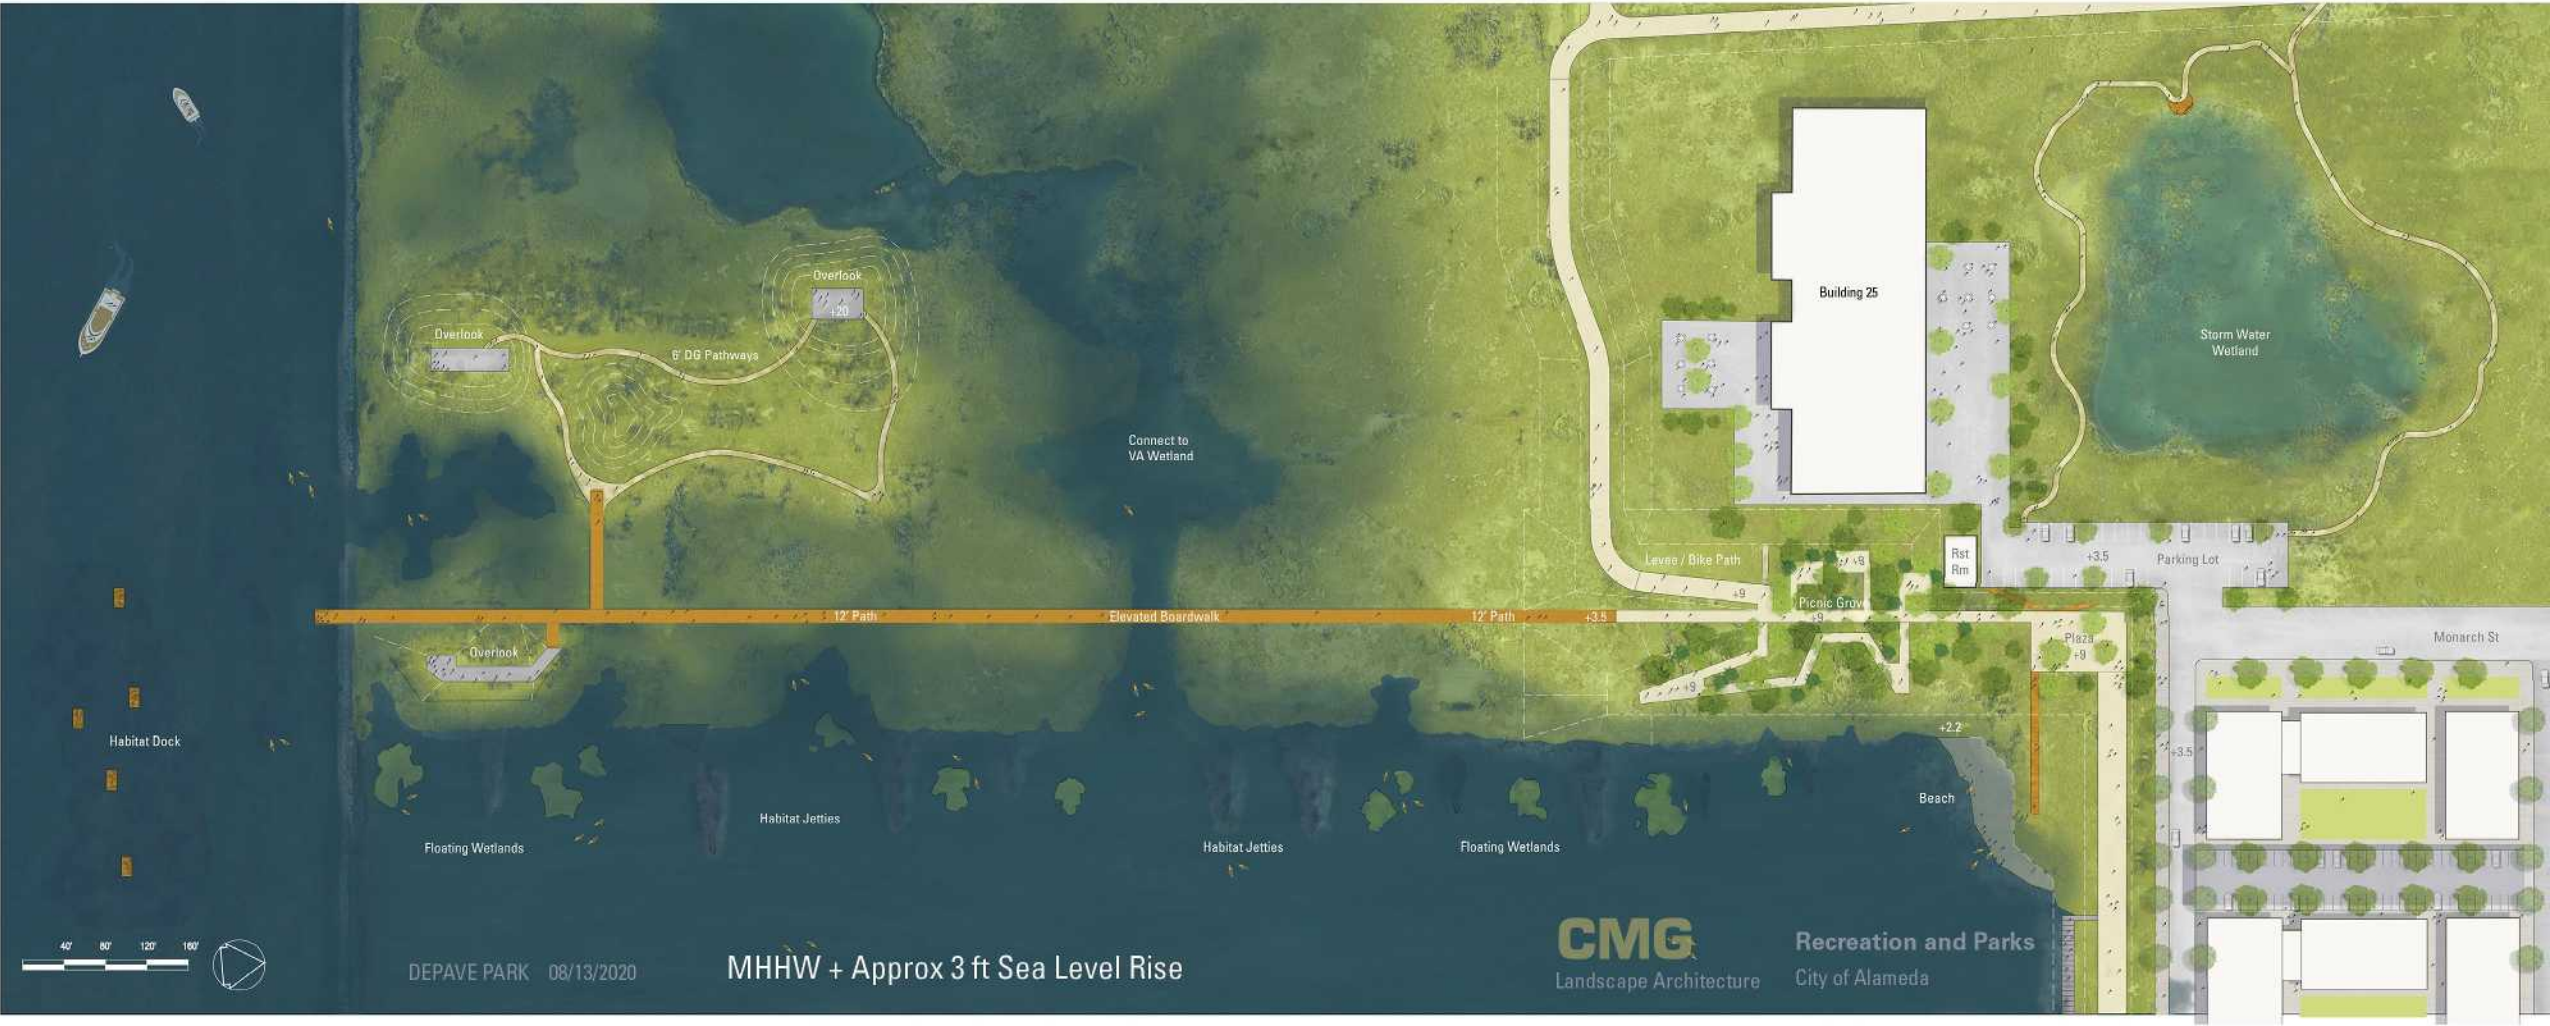 Overlook
+20
Overlook
6' DG Pathways
Building 25
Storm Water
Wetland
Connect to
VA Wetland
Levee / Bike Path
+9
Rst
Rm
+3.5
Parking Lot
+9
Picnic Grove
+9
12' Path
Elevated Boardwalk
12' Path
+3.5
Plaza
+9
Monarch St
Overlook
+9
+2.2
+3.5
Habitat Dock
Beach
Habitat Jetties
Floating Wetlands
Habitat Jetties
Floating Wetlands
40'
80'
120'
160'
DEPAVE PARK 08/13/2020
MHHW + Approx 3 ft Sea Level Rise
CMG
Landscape Architecture
Recreation and Parks
City of Alameda